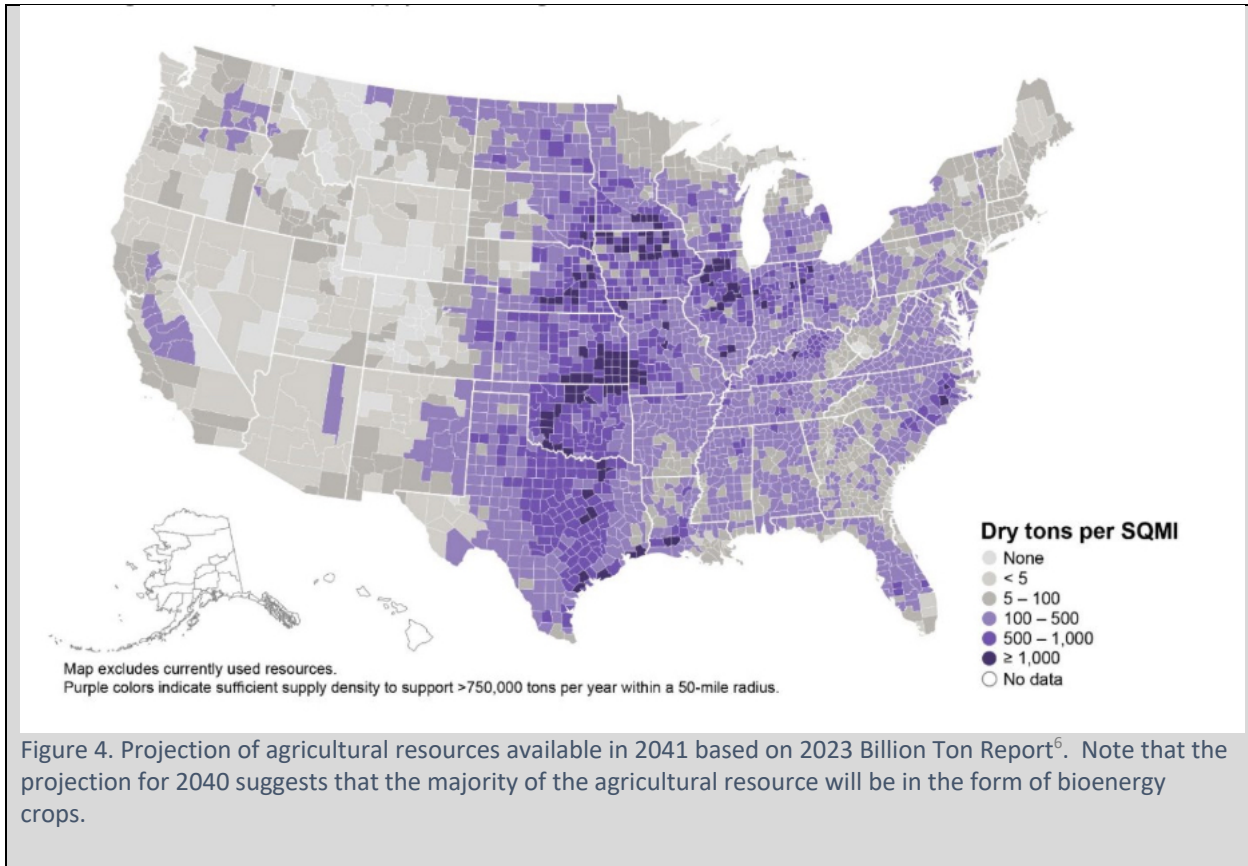 Dry tons per SQMI
None
< 5
5 – 100
100 – 500
500 – 1,000
≥ 1,000
No data
Map excludes currently used resources.
Purple colors indicate sufficient supply density to support >750,000 tons per year within a 50-mile radius.
Figure 4. Projection of agricultural resources available in 2041 based on 2023 Billion Ton Report⁶.  Note that the
projection for 2040 suggests that the majority of the agricultural resource will be in the form of bioenergy
crops.